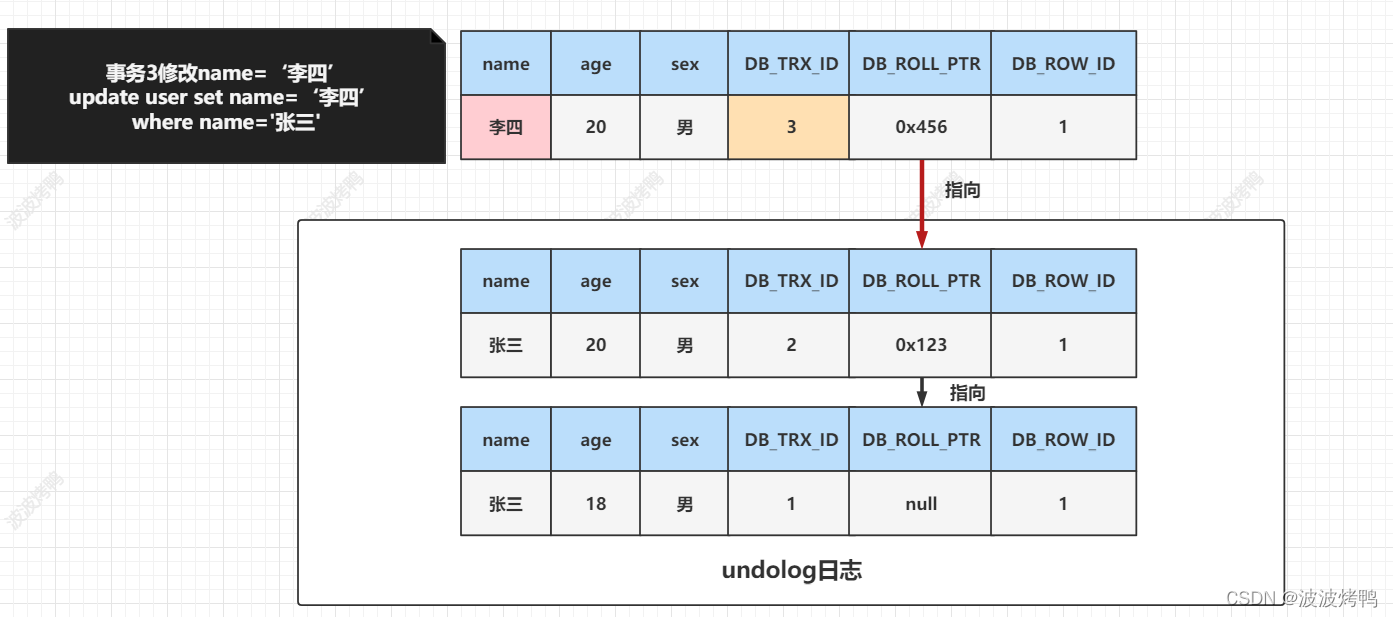 事务3修改name=‘李四’
update user set name=‘李四’
where name='张三'
name age sex DB_TRX_ID DB_ROLL_PTR DB_ROW_ID
李四 20 男 3 0x456 1
指向
name age sex DB_TRX_ID DB_ROLL_PTR DB_ROW_ID
张三 20 男 2 0x123 1
指向
name age sex DB_TRX_ID DB_ROLL_PTR DB_ROW_ID
张三 18 男 1 null 1
undolog日志
波波烤鸭
波波烤鸭
波波烤鸭
波波烤鸭
波波烤鸭
波波烤鸭
CSDN @波波烤鸭